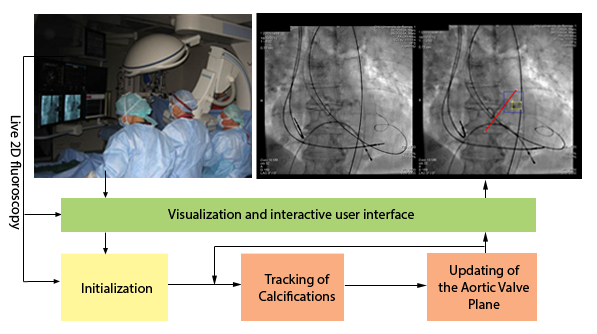 Live 2D fluoroscopy
Visualization and interactive user interface
Initialization
Tracking of
Calcifications
Updating of
the Aortic Valve
Plane